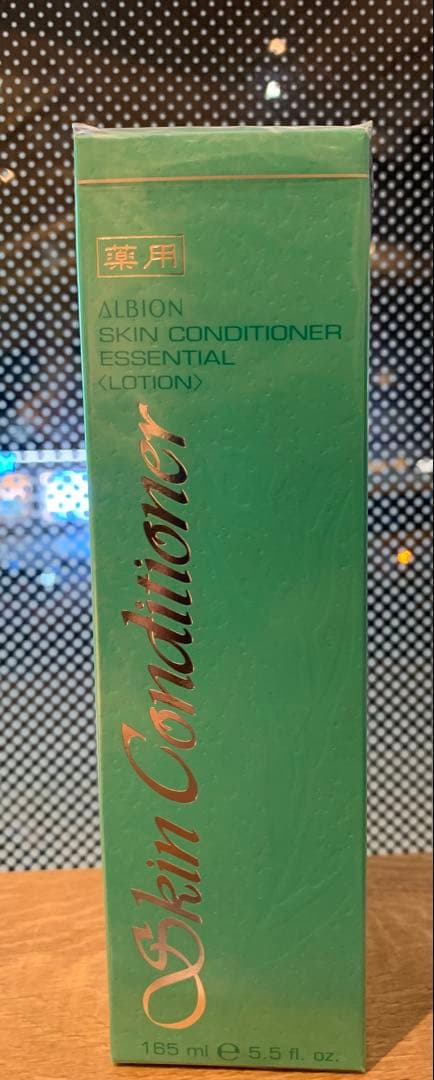 薬用
ALBION
SKIN CONDITIONER
ESSENTIAL
〈LOTION〉
Skin Conditioner
165 ml ℮ 5.5 fl. oz.